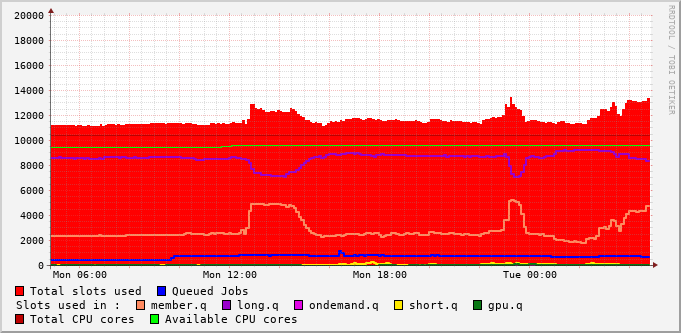 20000
18000
16000
14000
12000
10000
8000
6000
4000
2000
0
Mon 06:00 Mon 12:00 Mon 18:00 Tue 00:00
RRDTOOL / TOBI OETIKER
Total slots used Queued Jobs
Slots used in : member.q long.q ondemand.q short.q gpu.q
Total CPU cores Available CPU cores